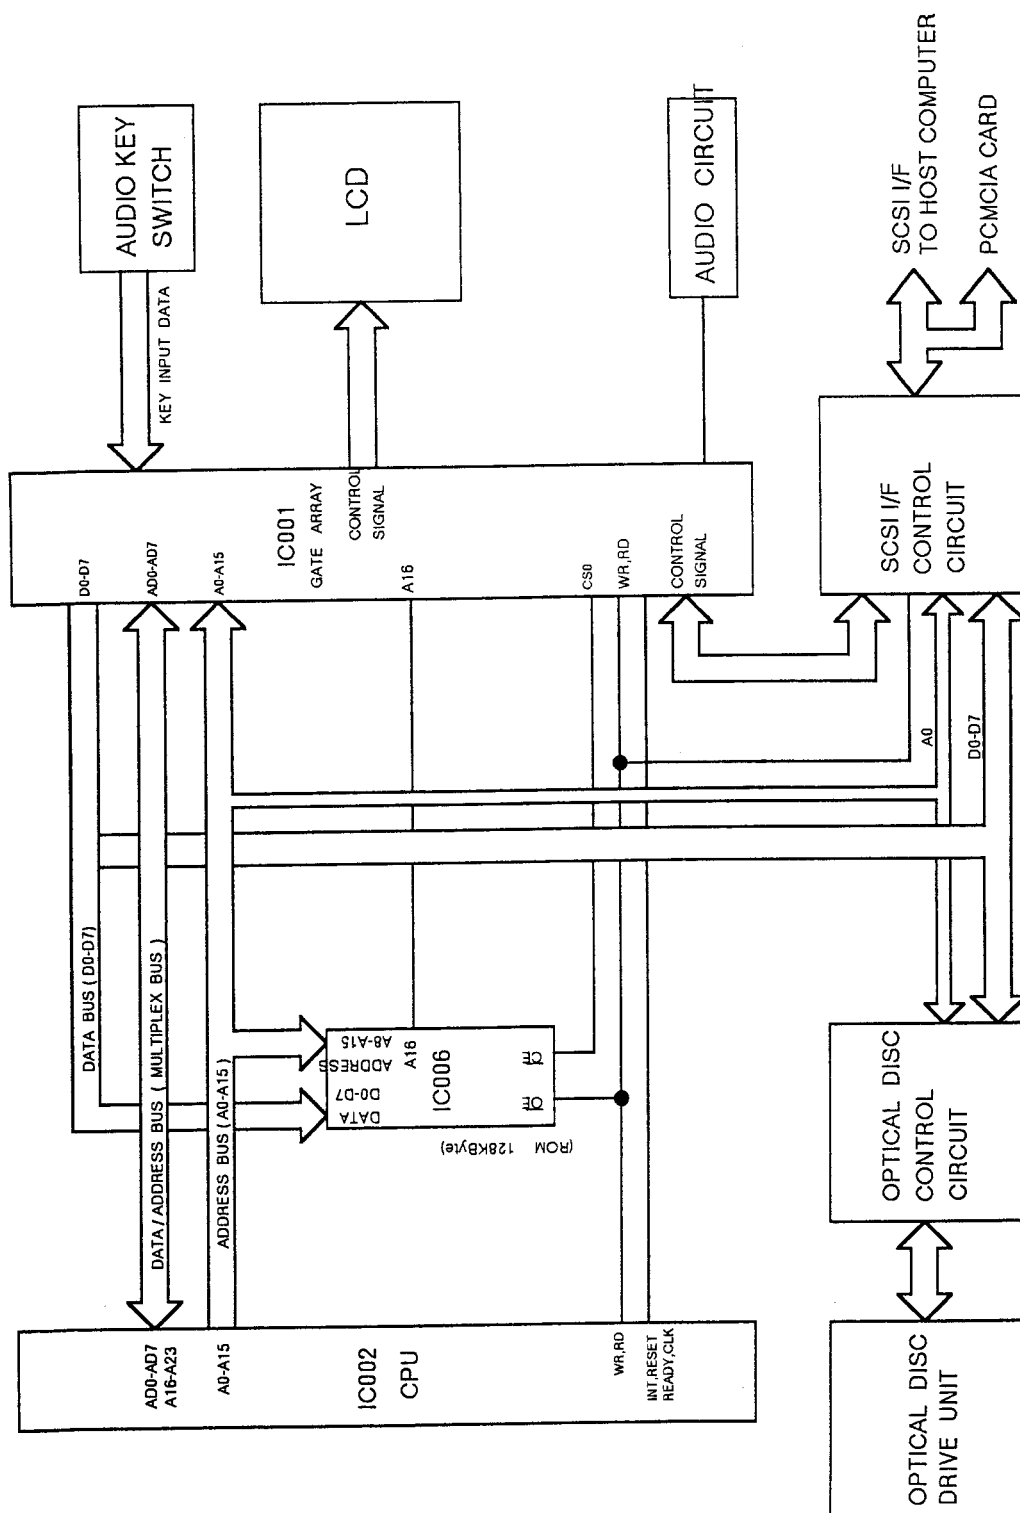 AUDIO KEY
SWITCH
KEY INPUT DATA
LCD
AUDIO CIRCUIT
SCSI I/F
TO HOST COMPUTER
PCMCIA CARD
D0-D7
AD0-AD7
A0-A15
IC001
GATE ARRAY
CONTROL
SIGNAL
A16
CS0
WR,RD
CONTROL
SIGNAL
SCSI I/F
CONTROL
CIRCUIT
A0
D0-D7
DATA BUS ( D0-D7)
DATA / ADDRESS BUS ( MULTIPLEX BUS )
ADDRESS BUS ( A0-A15 )
DATA
D0-D7
ADDRESS
A8-A15
A16
IC006
OE
CE
(ROM 128KByte)
OPTICAL DISC
CONTROL
CIRCUIT
AD0-AD7
A16-A23
A0-A15
IC002
CPU
WR,RD
INT,RESET
READY,CLK
OPTICAL DISC
DRIVE UNIT